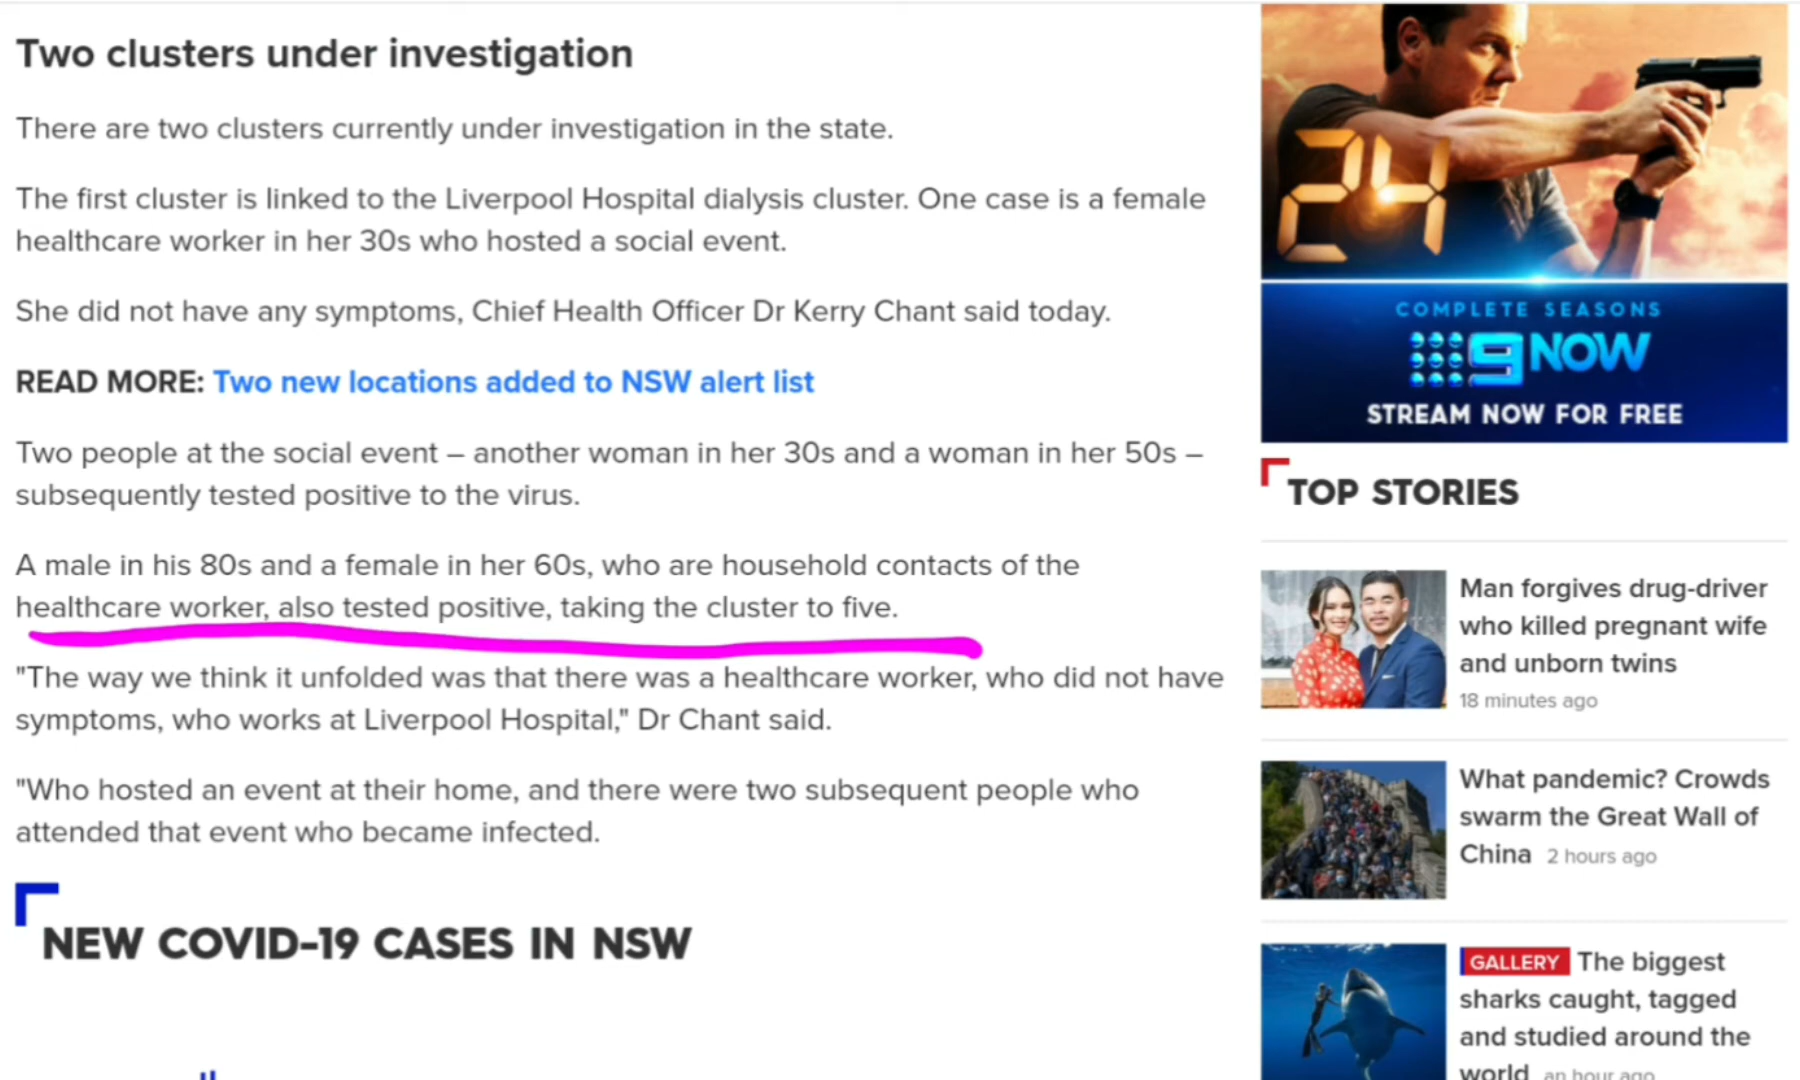 Two clusters under investigation
There are two clusters currently under investigation in the state.
The first cluster is linked to the Liverpool Hospital dialysis cluster. One case is a female
healthcare worker in her 30s who hosted a social event.
She did not have any symptoms, Chief Health Officer Dr Kerry Chant said today.
READ MORE: Two new locations added to NSW alert list
Two people at the social event – another woman in her 30s and a woman in her 50s –
subsequently tested positive to the virus.
A male in his 80s and a female in her 60s, who are household contacts of the
healthcare worker, also tested positive, taking the cluster to five.
"The way we think it unfolded was that there was a healthcare worker, who did not have
symptoms, who works at Liverpool Hospital," Dr Chant said.
"Who hosted an event at their home, and there were two subsequent people who
attended that event who became infected.
NEW COVID-19 CASES IN NSW
24
COMPLETE SEASONS
9NOW
STREAM NOW FOR FREE
TOP STORIES
Man forgives drug-driver
who killed pregnant wife
and unborn twins
18 minutes ago
What pandemic? Crowds
swarm the Great Wall of
China 2 hours ago
GALLERY The biggest
sharks caught, tagged
and studied around the
world an hour ago